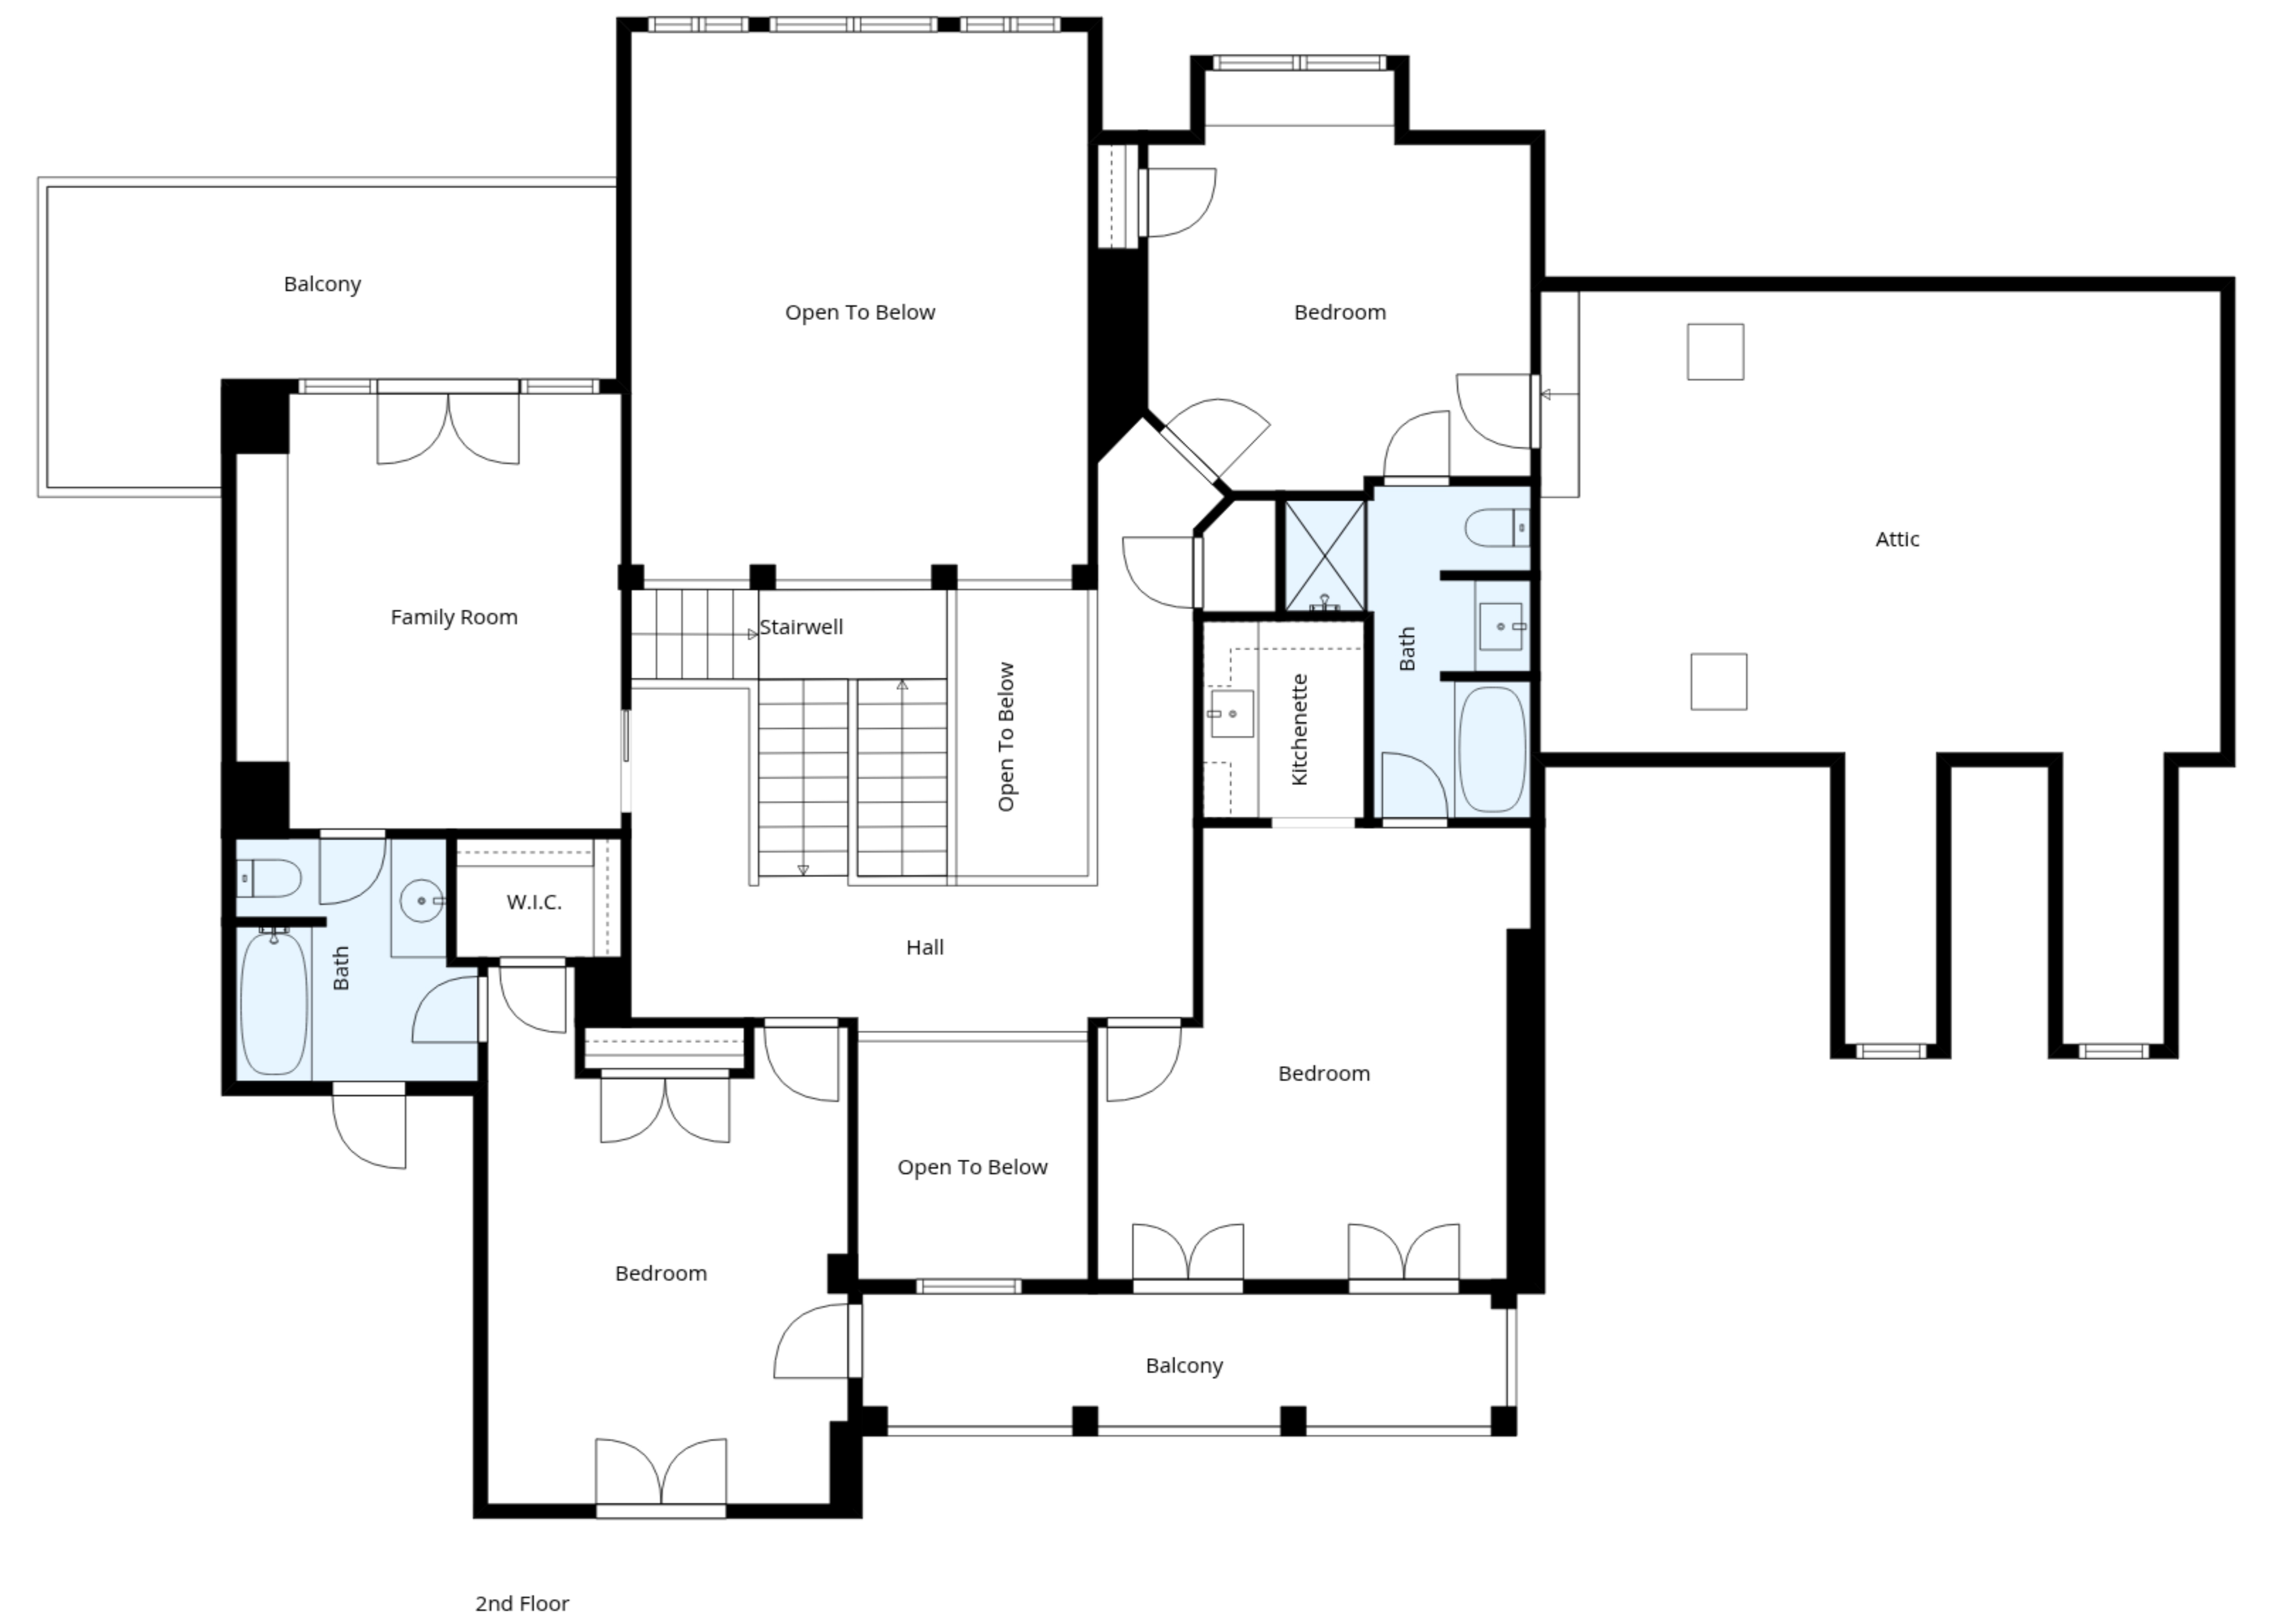 Balcony
Open To Below
Bedroom
Attic
Family Room
Stairwell
Open To Below
Bath
Kitchenette
W.I.C.
Hall
Bath
Bedroom
Open To Below
Bedroom
Balcony
2nd Floor